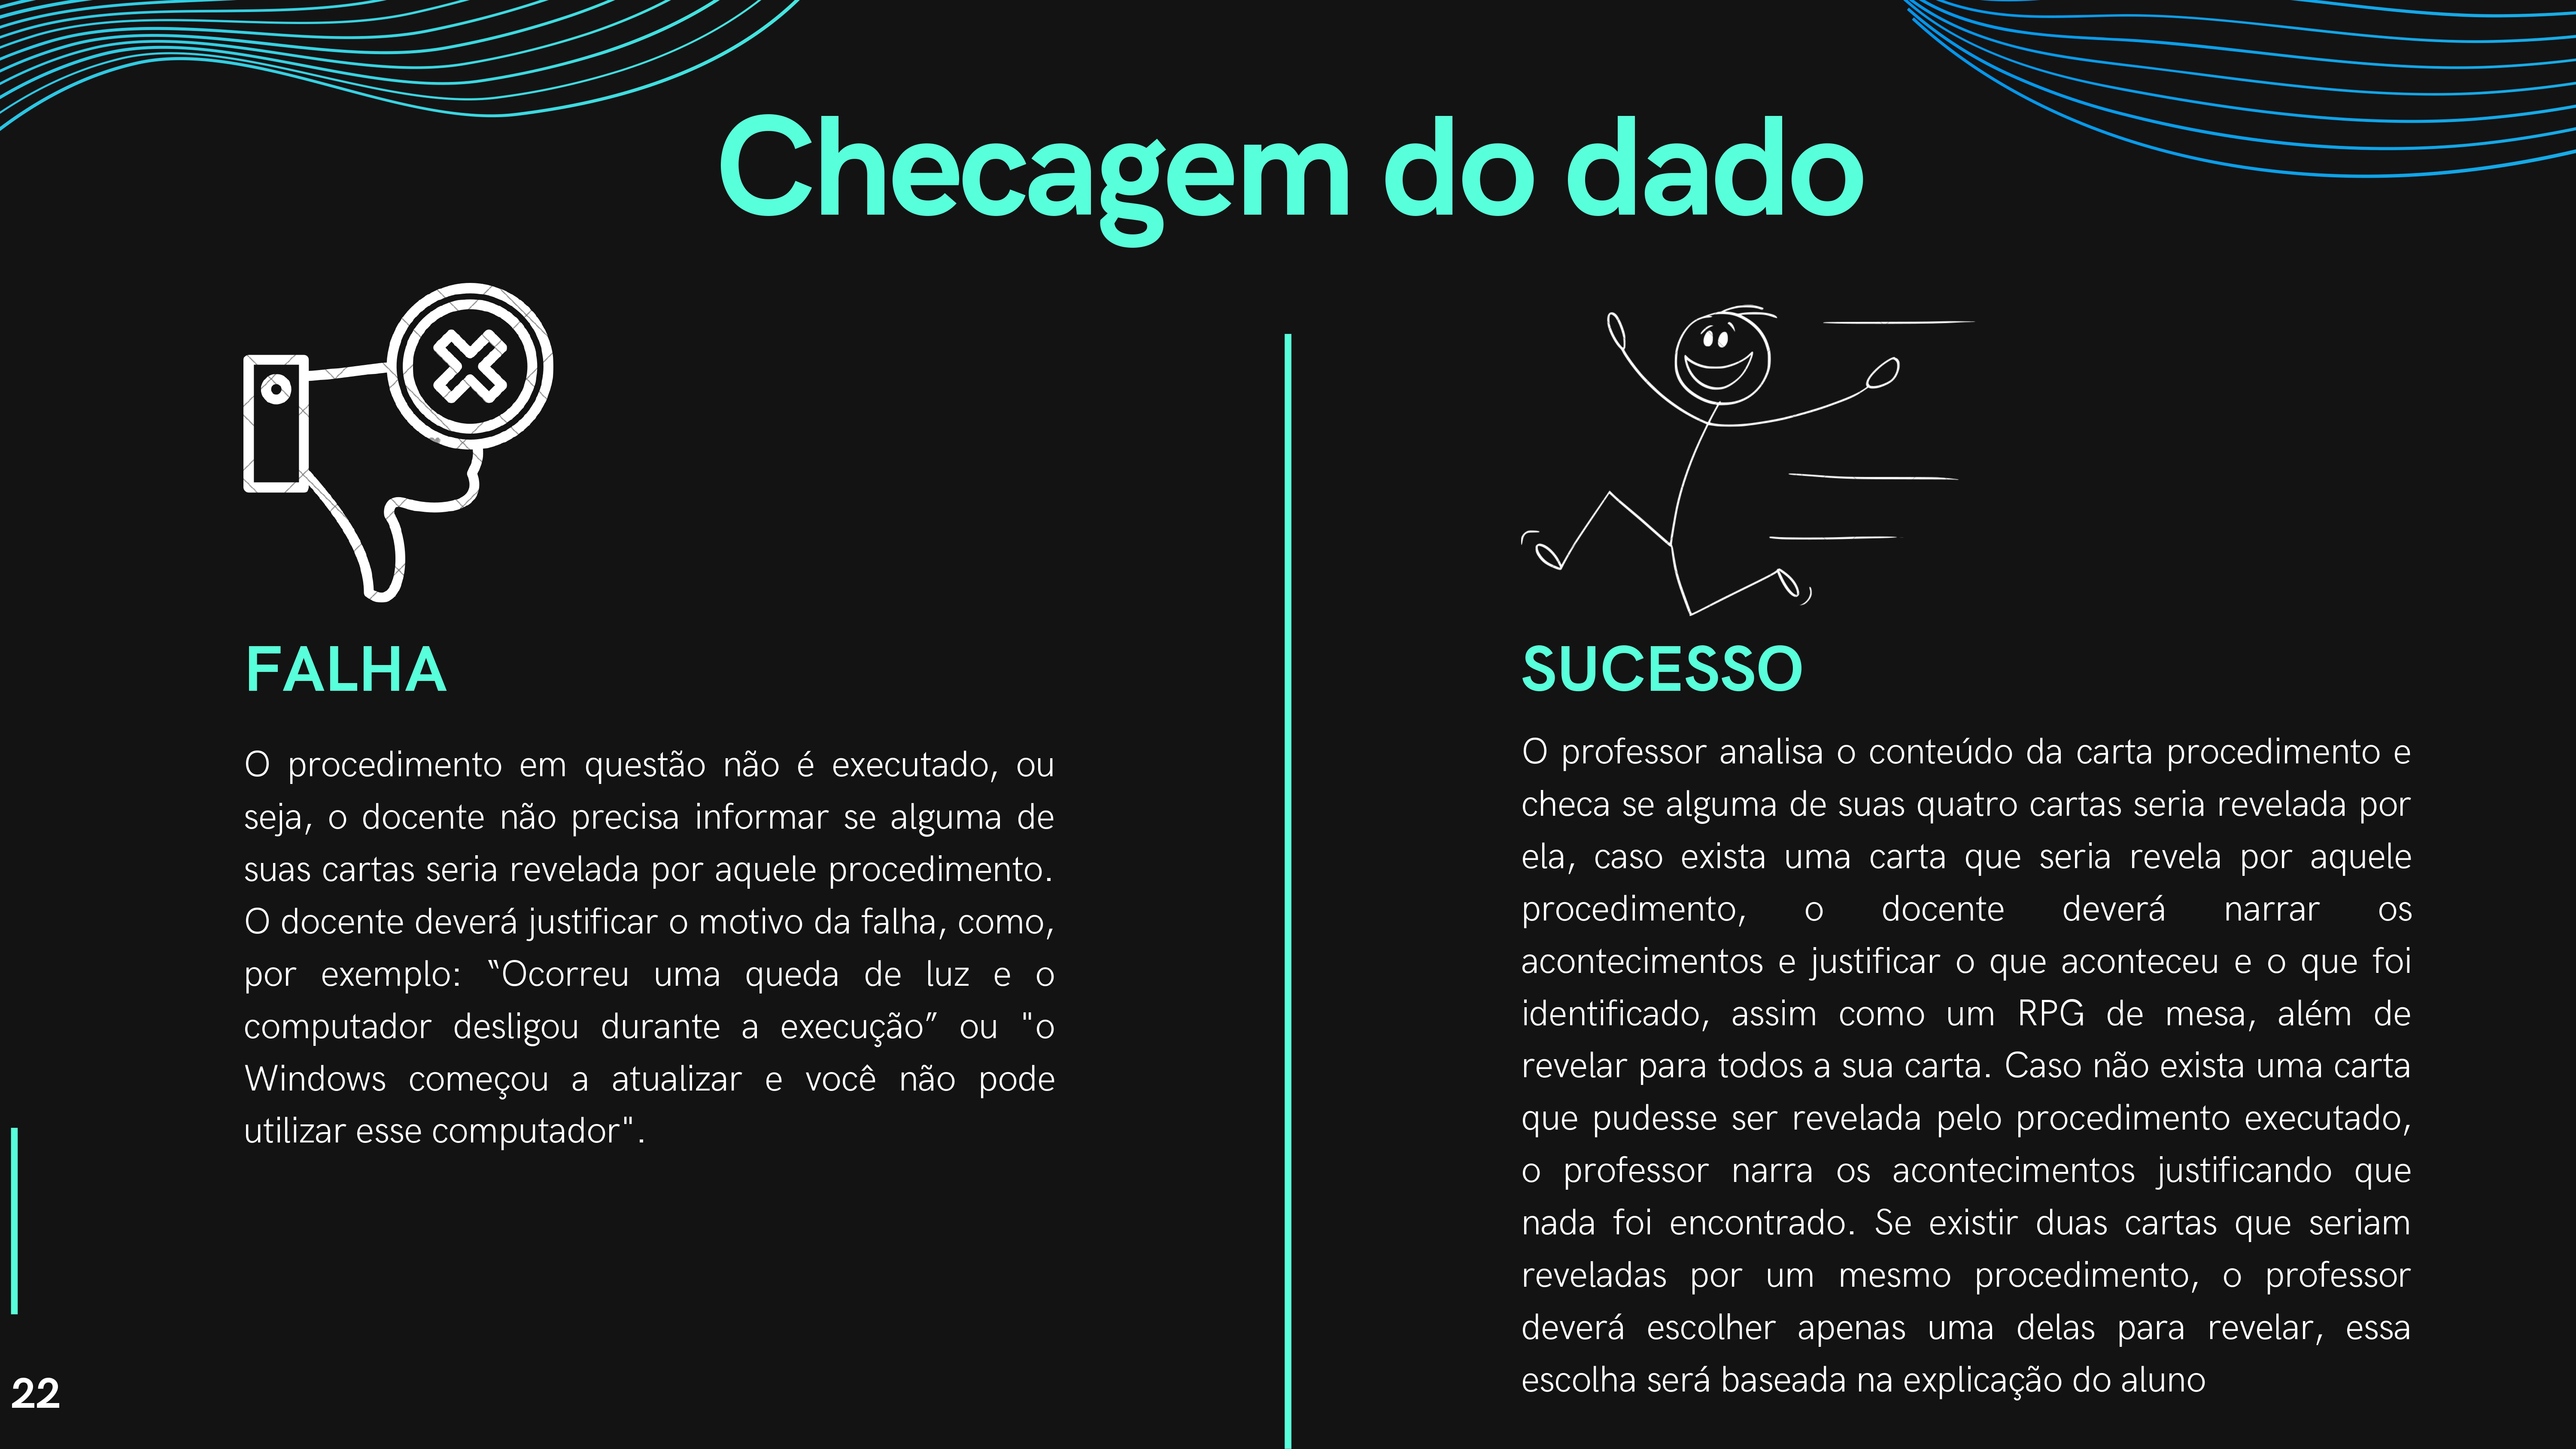 Checagem do dado
FALHA
O procedimento em questão não é executado, ou
seja, o docente não precisa informar se alguma de
suas cartas seria revelada por aquele procedimento.
O docente deverá justificar o motivo da falha, como,
por exemplo: “Ocorreu uma queda de luz e o
computador desligou durante a execução” ou "o
Windows começou a atualizar e você não pode
utilizar esse computador".
SUCESSO
O professor analisa o conteúdo da carta procedimento e
checa se alguma de suas quatro cartas seria revelada por
ela, caso exista uma carta que seria revela por aquele
procedimento, o docente deverá narrar os
acontecimentos e justificar o que aconteceu e o que foi
identificado, assim como um RPG de mesa, além de
revelar para todos a sua carta. Caso não exista uma carta
que pudesse ser revelada pelo procedimento executado,
o professor narra os acontecimentos justificando que
nada foi encontrado. Se existir duas cartas que seriam
reveladas por um mesmo procedimento, o professor
deverá escolher apenas uma delas para revelar, essa
escolha será baseada na explicação do aluno
22